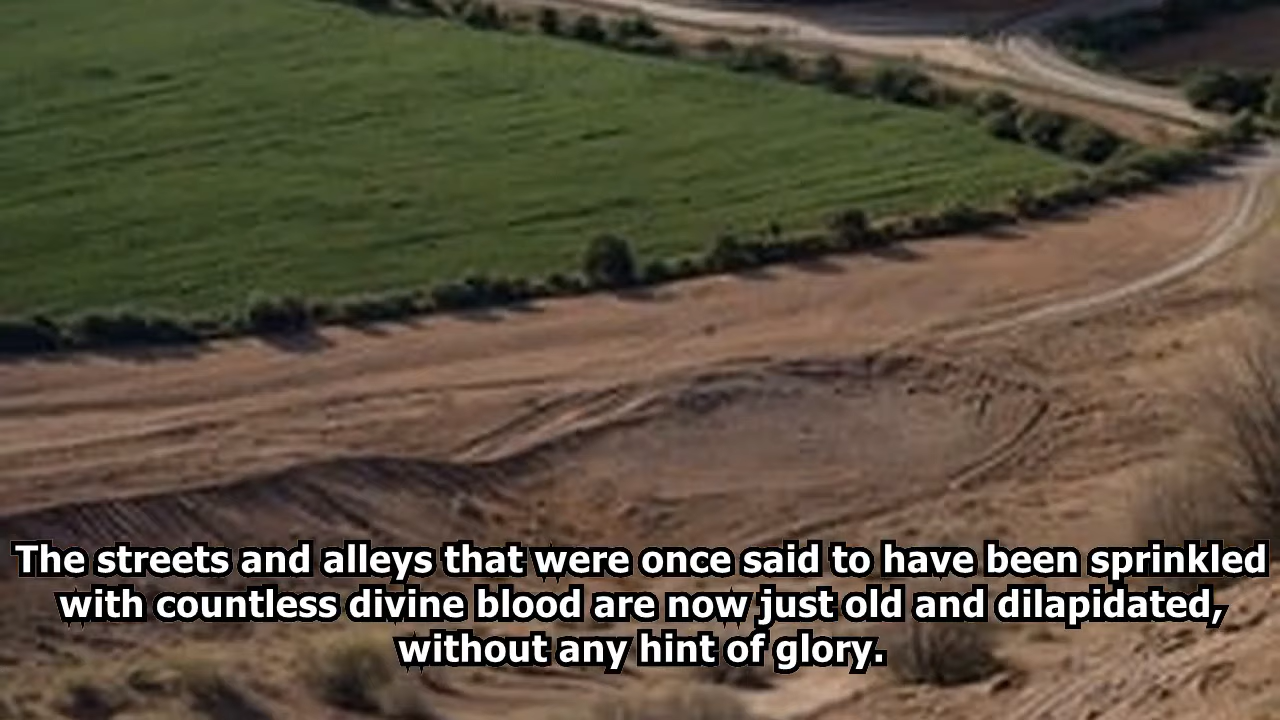 The streets and alleys that were once said to have been sprinkled
with countless divine blood are now just old and dilapidated,
without any hint of glory.